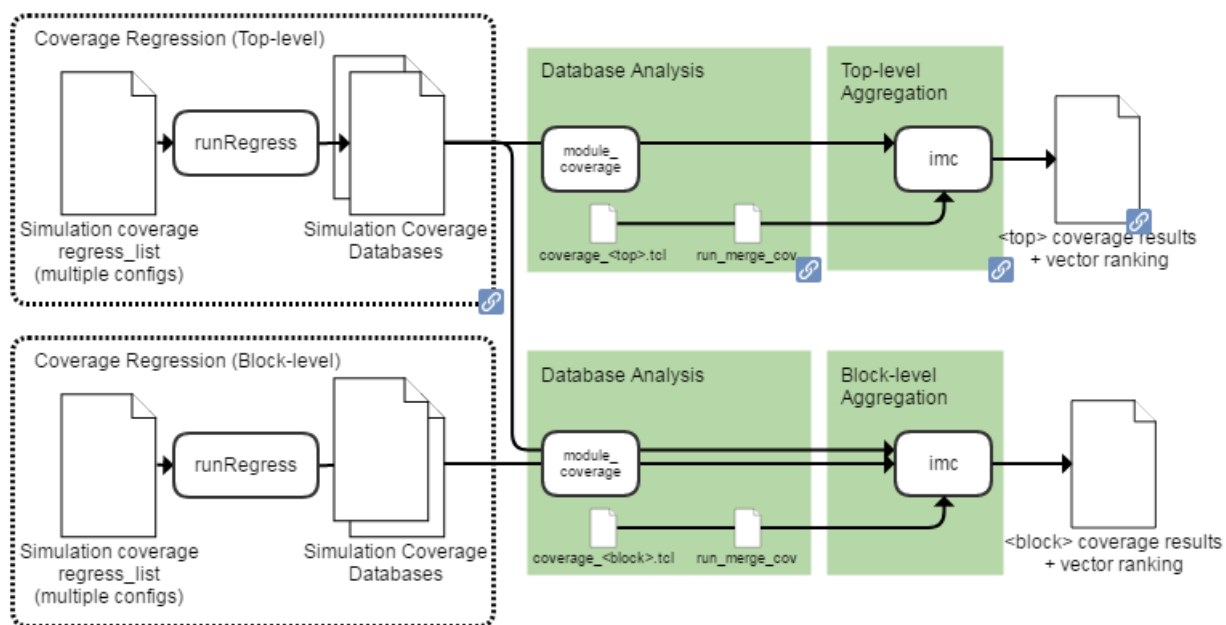 Coverage Regression (Top-level)
runRegress
Simulation coverage
regress_list
(multiple configs)
Simulation Coverage
Databases
Database Analysis
module_
coverage
coverage_<top>.tcl
run_merge_cov
Top-level
Aggregation
imc
<top> coverage results
+ vector ranking
Coverage Regression (Block-level)
runRegress
Simulation coverage
regress_list
(multiple configs)
Simulation Coverage
Databases
Database Analysis
module_
coverage
coverage_<block>.tcl
run_merge_cov
Block-level
Aggregation
imc
<block> coverage results
+ vector ranking